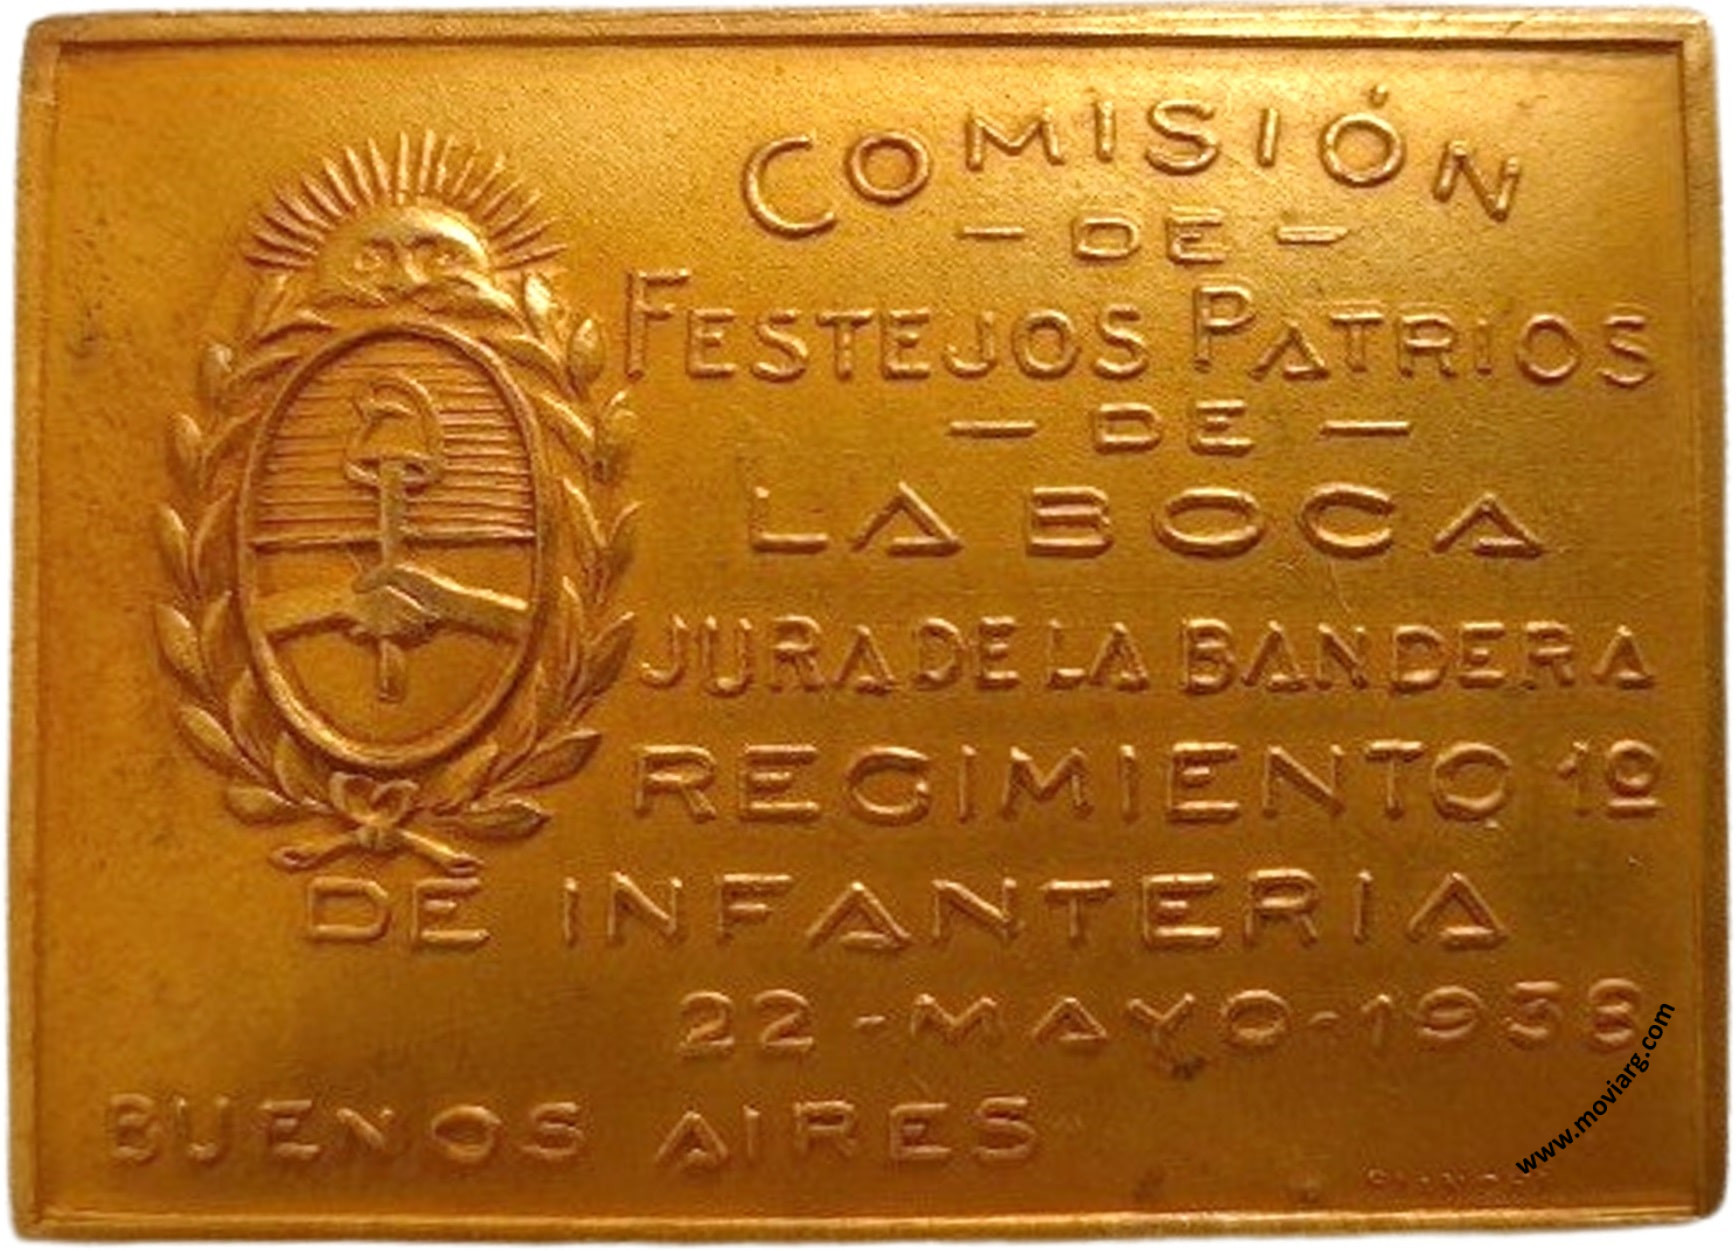 COMISIÓN
— DE —
FESTEJOS PATRIOS
— DE —
LA BOCA
JURA DE LA BANDERA
REGIMIENTO 1º
DE INFANTERIA
22 - MAYO - 1938
BUENOS AIRES
www.moviarg.com